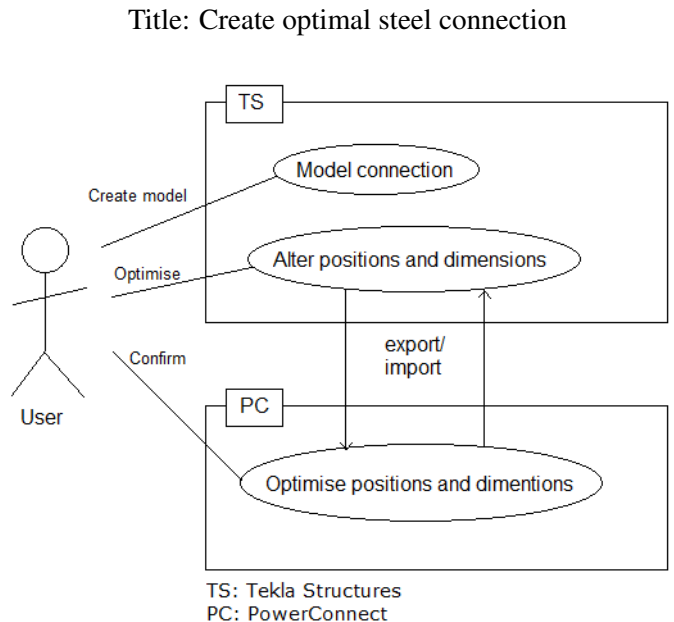 Title: Create optimal steel connection
TS
Model connection
Create model
Alter positions and dimensions
Optimise
export/
import
Confirm
PC
User
Optimise positions and dimentions
TS: Tekla Structures
PC: PowerConnect